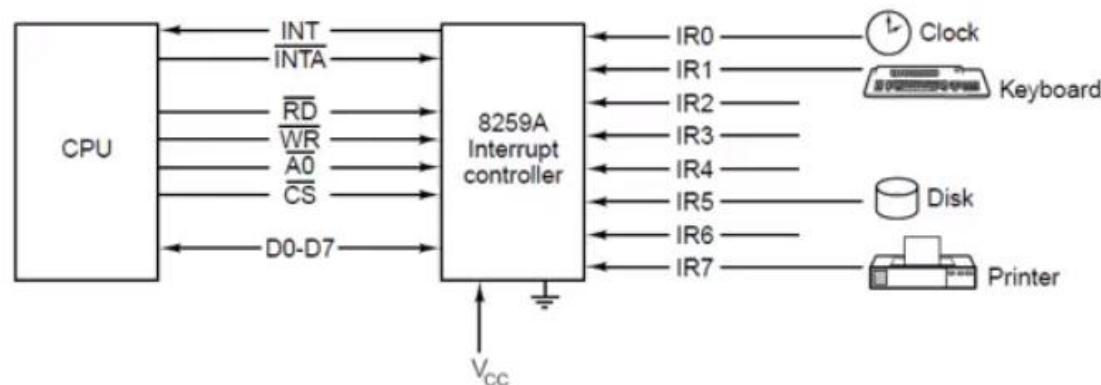 INT
INTA
RD
WR
A0
CS
D0-D7
CPU
8259A
Interrupt
controller
IR0
IR1
IR2
IR3
IR4
IR5
IR6
IR7
Clock
Keyboard
Disk
Printer
VCC